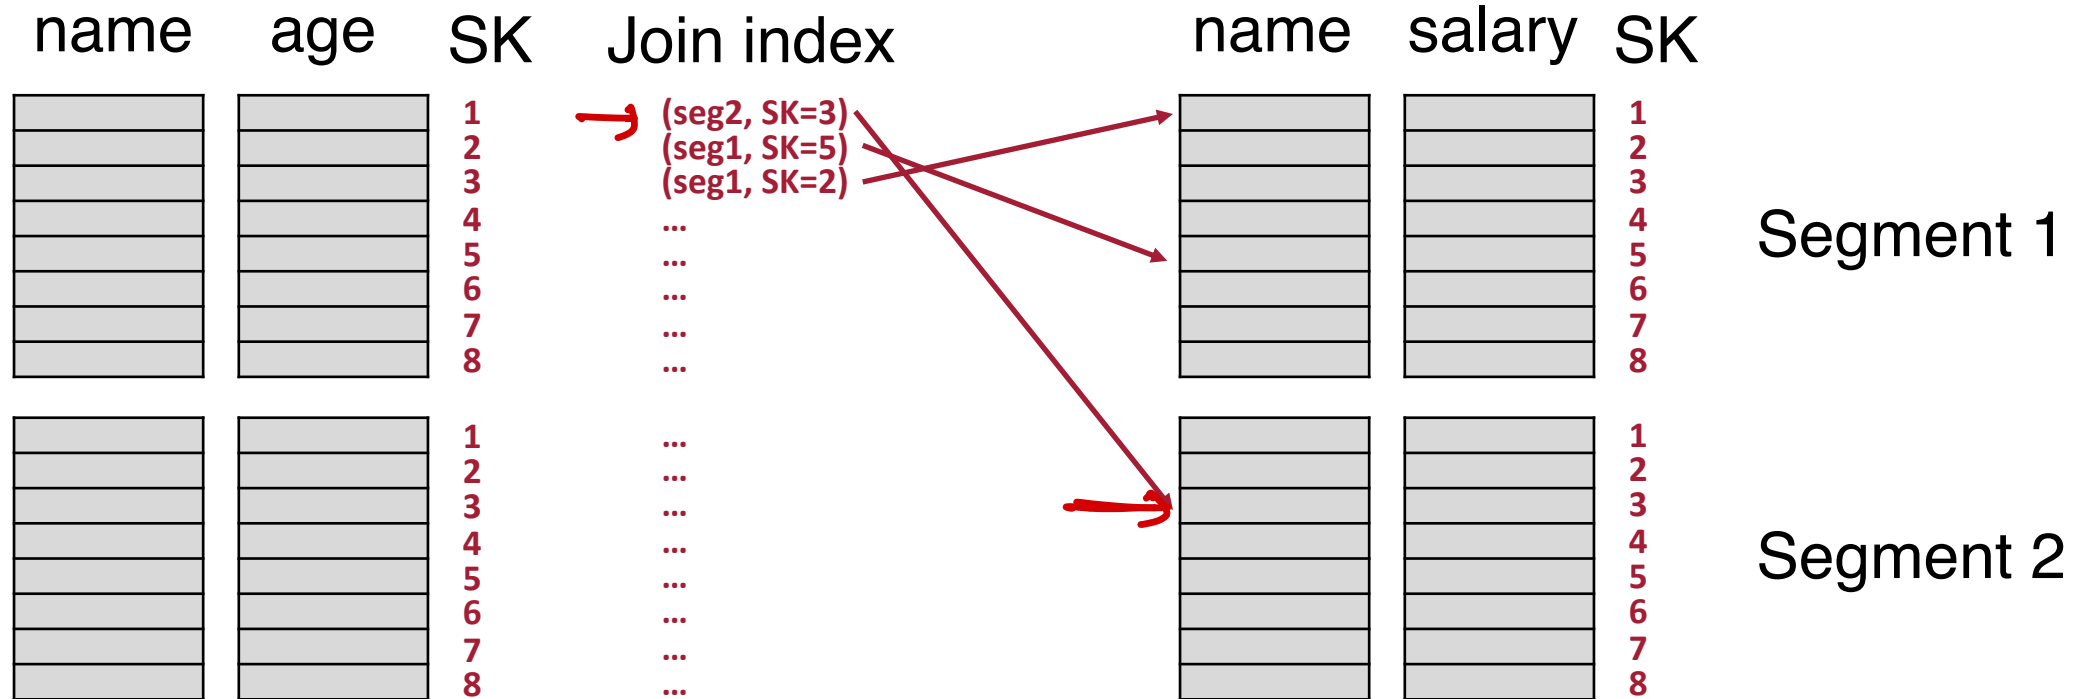 name age SK Join index name salary SK
1 (seg2, SK=3) 1
2 (seg1, SK=5) 2
3 (seg1, SK=2) 3
4 ... 4
Segment 1
5 ... 5
6 ... 6
7 ... 7
8 ... 8
1 ... 1
2 ... 2
3 ... 3
4 ... 4
Segment 2
5 ... 5
6 ... 6
7 ... 7
8 ... 8